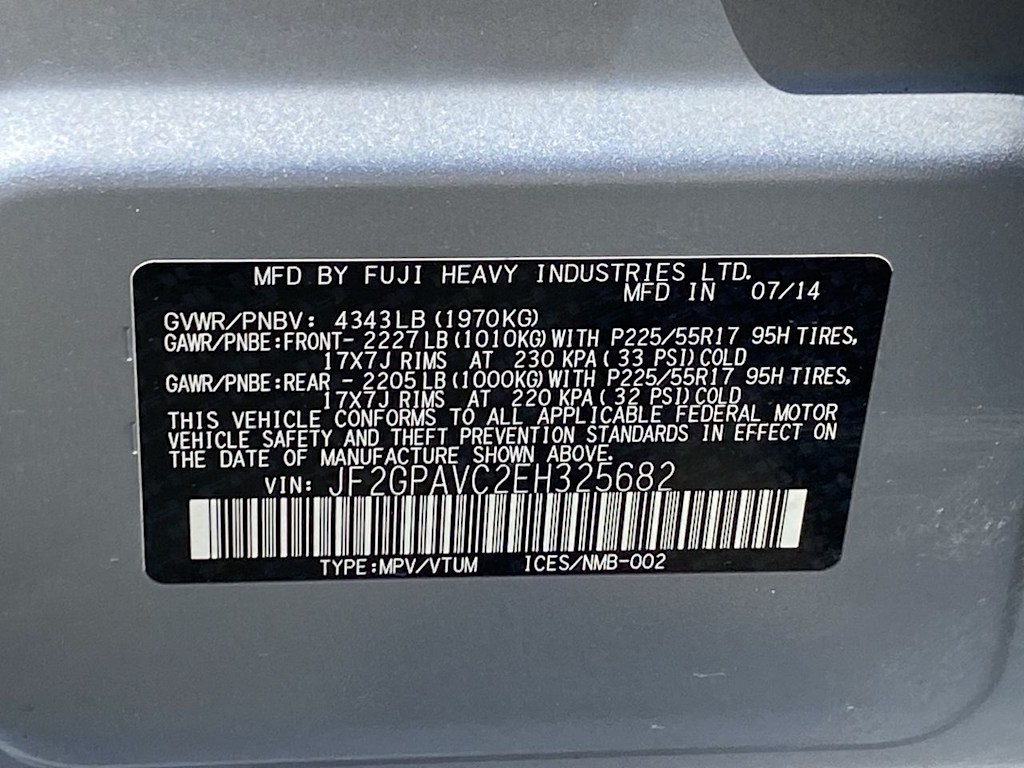 MFD BY FUJI HEAVY INDUSTRIES LTD.
MFD IN 07/14
GVWR/PNBV: 4343LB(1970KG)
GAWR/PNBE:FRONT- 2227LB(1010KG)WITH P225/55R17 95H TIRES,
17X7J RIMS AT 230 KPA( 33 PSI)COLD
GAWR/PNBE:REAR - 2205LB(1000KG)WITH P225/55R17 95H TIRES,
17X7J RIMS AT 220 KPA( 32 PSI)COLD
THIS VEHICLE CONFORMS TO ALL APPLICABLE FEDERAL MOTOR
VEHICLE SAFETY AND THEFT PREVENTION STANDARDS IN EFFECT ON
THE DATE OF MANUFACTURE SHOWN ABOVE.
VIN: JF2GPAVC2EH325682
TYPE:MPV/VTUM ICES/NMB-002